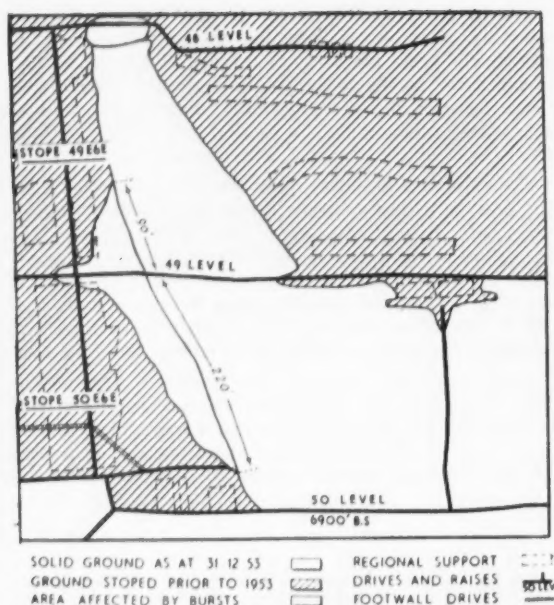 48 LEVEL
STOPE 49E6E
90'
49 LEVEL
220'
STOPE 50E6E
50 LEVEL
6900' B.S
SOLID GROUND AS AT 31 12 53
REGIONAL SUPPORT
GROUND STOPED PRIOR TO 1953
DRIVES AND RAISES
AREA AFFECTED BY BURSTS
FOOTWALL DRIVES